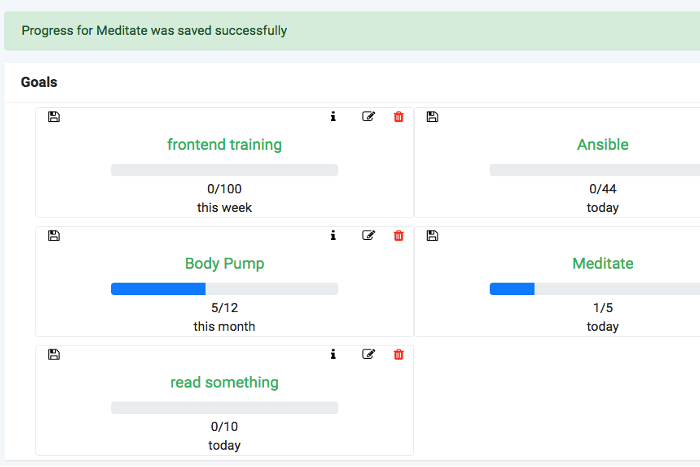 Progress for Meditate was saved successfully
Goals
frontend training
0/100
this week
Ansible
0/44
today
Body Pump
5/12
this month
Meditate
1/5
today
read something
0/10
today